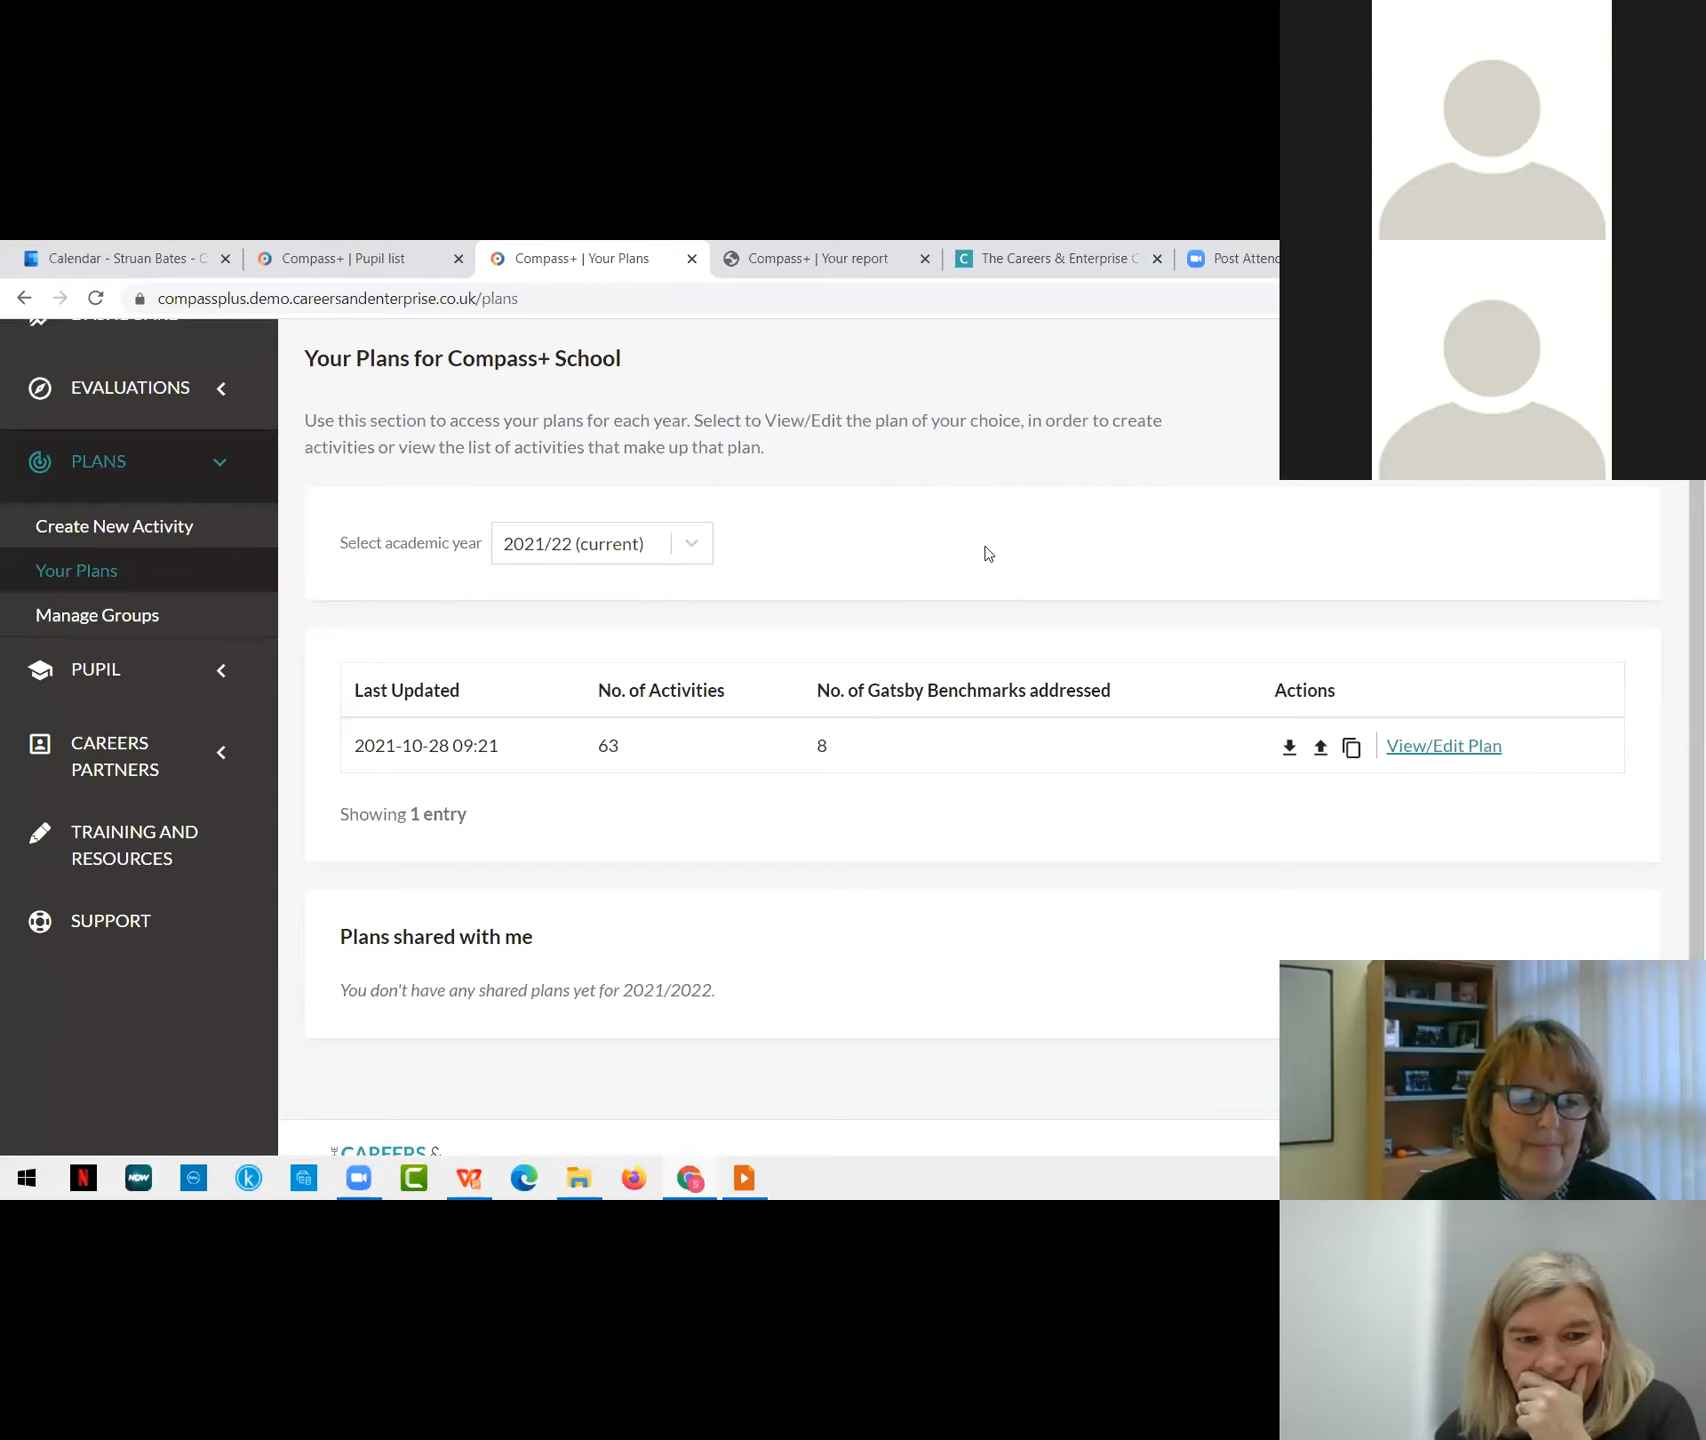 Calendar - Struan Bates - C
Compass+ | Pupil list
Compass+ | Your Plans
Compass+ | Your report
The Careers & Enterprise C
Post Attend
compassplus.demo.careersandenterprise.co.uk/plans
EVALUATIONS
PLANS
Create New Activity
Your Plans
Manage Groups
PUPIL
CAREERS
PARTNERS
TRAINING AND
RESOURCES
SUPPORT
Your Plans for Compass+ School
Use this section to access your plans for each year. Select to View/Edit the plan of your choice, in order to create
activities or view the list of activities that make up that plan.
Select academic year 2021/22 (current)
Last Updated No. of Activities No. of Gatsby Benchmarks addressed Actions
2021-10-28 09:21 63 8 View/Edit Plan
Showing 1 entry
Plans shared with me
You don't have any shared plans yet for 2021/2022.
CAREERS &
N NOW